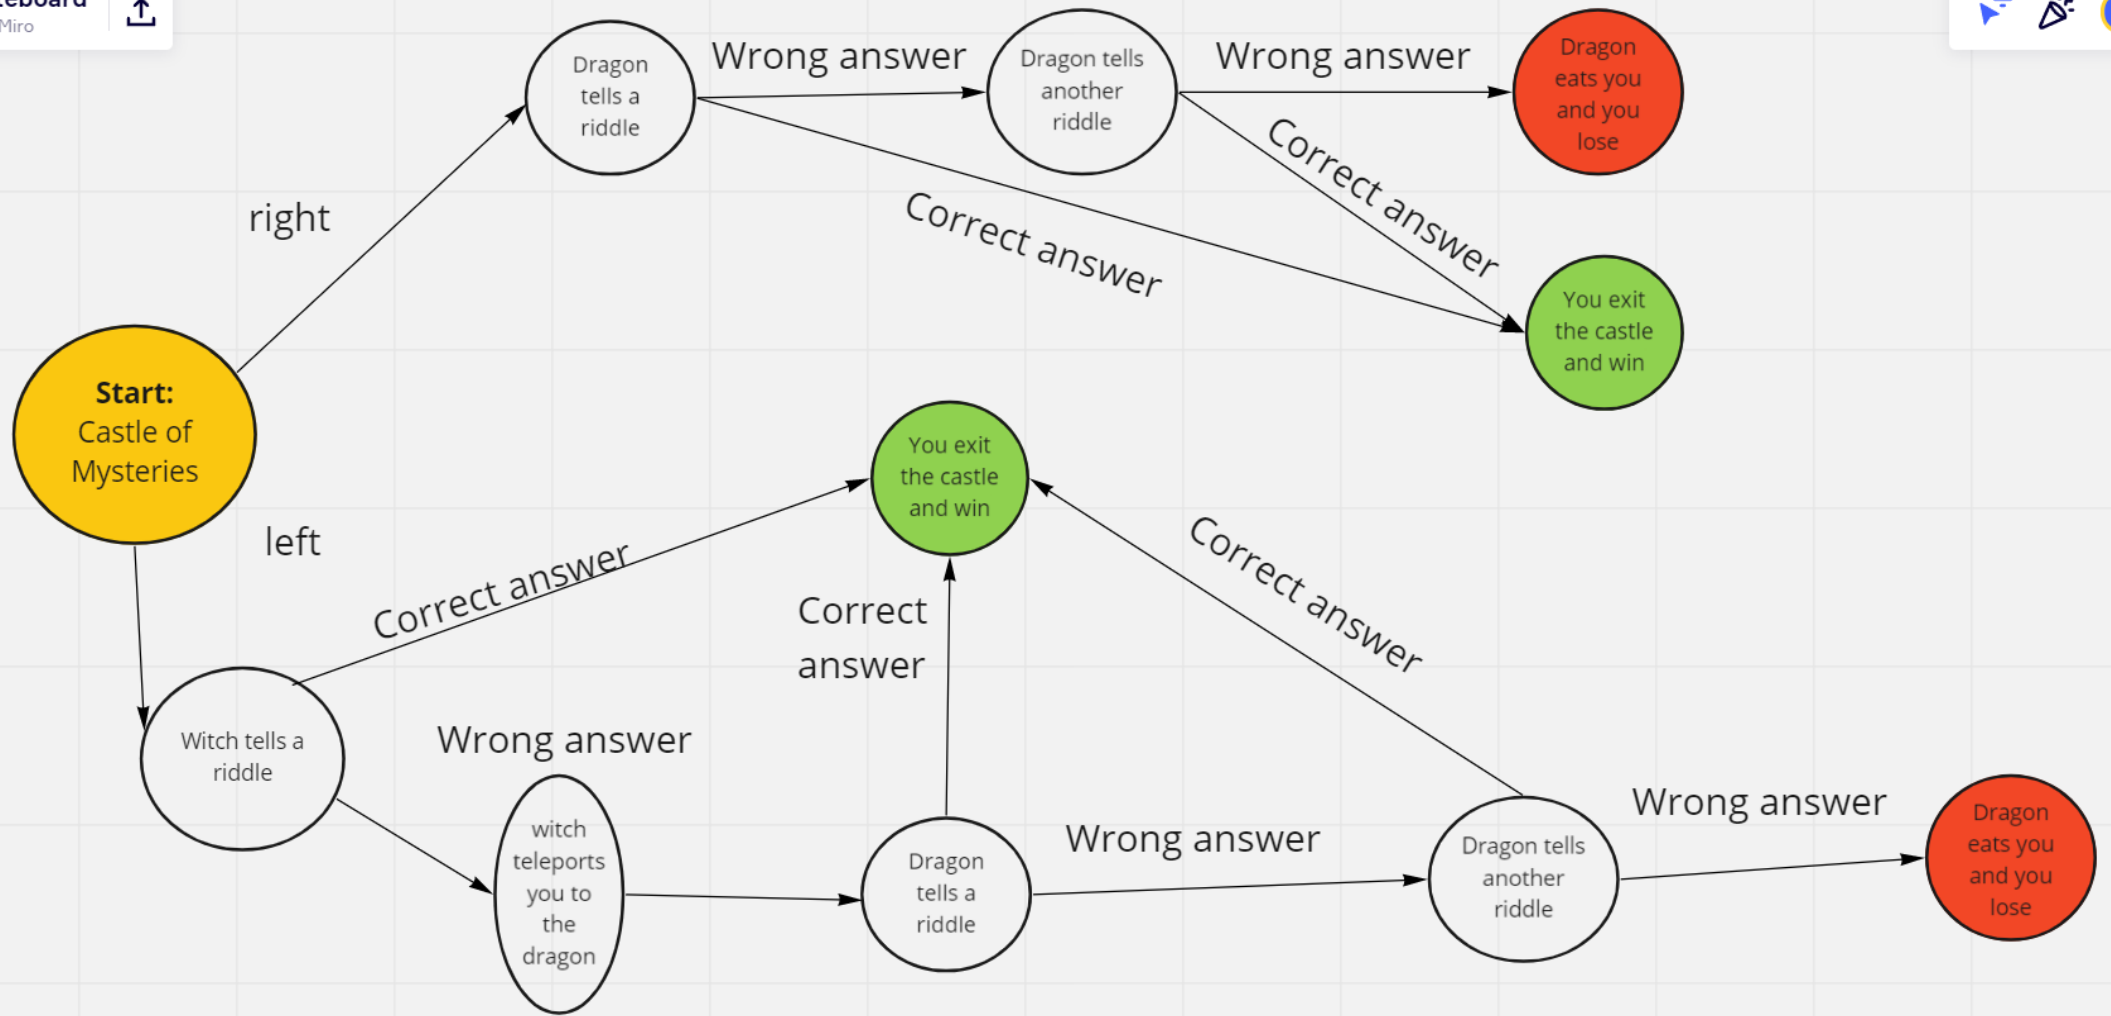 Miro
Dragon
tells a
riddle
Wrong answer
Dragon tells
another
riddle
Wrong answer
Dragon
eats you
and you
lose
right
Correct answer
Correct answer
You exit
the castle
and win
Start:
Castle of
Mysteries
left
You exit
the castle
and win
Correct answer
Correct
answer
Correct answer
Witch tells a
riddle
Wrong answer
witch
teleports
you to
the
dragon
Dragon
tells a
riddle
Wrong answer
Dragon tells
another
riddle
Wrong answer
Dragon
eats you
and you
lose